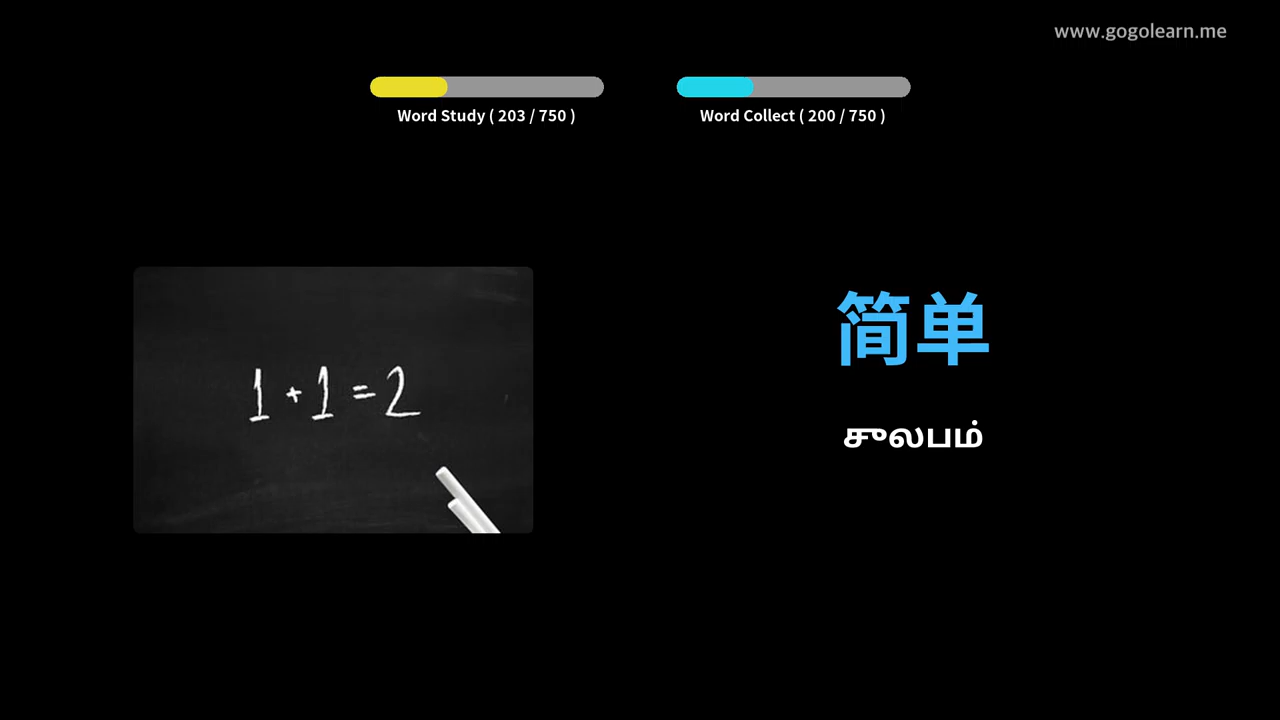 www.gogolearn.me
Word Study ( 203 / 750 )
Word Collect ( 200 / 750 )
1 + 1 = 2
简单
சுலபம்